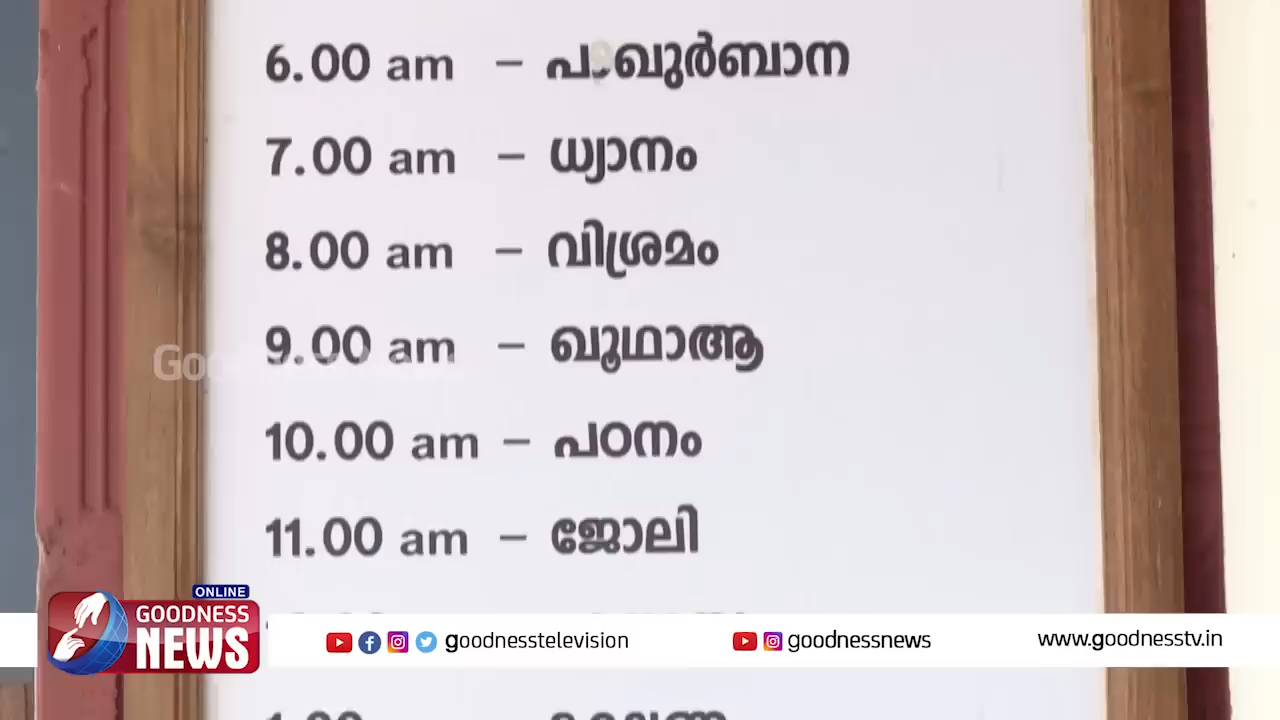 6.00 am – പ.ഖുർബാന
7.00 am – ധ്യാനം
8.00 am – വിശ്രമം
9.00 am – ഖൂഥാആ
10.00 am – പഠനം
11.00 am – ജോലി
ONLINE
GOODNESS
NEWS
goodnesstelevision
goodnessnews
www.goodnesstv.in